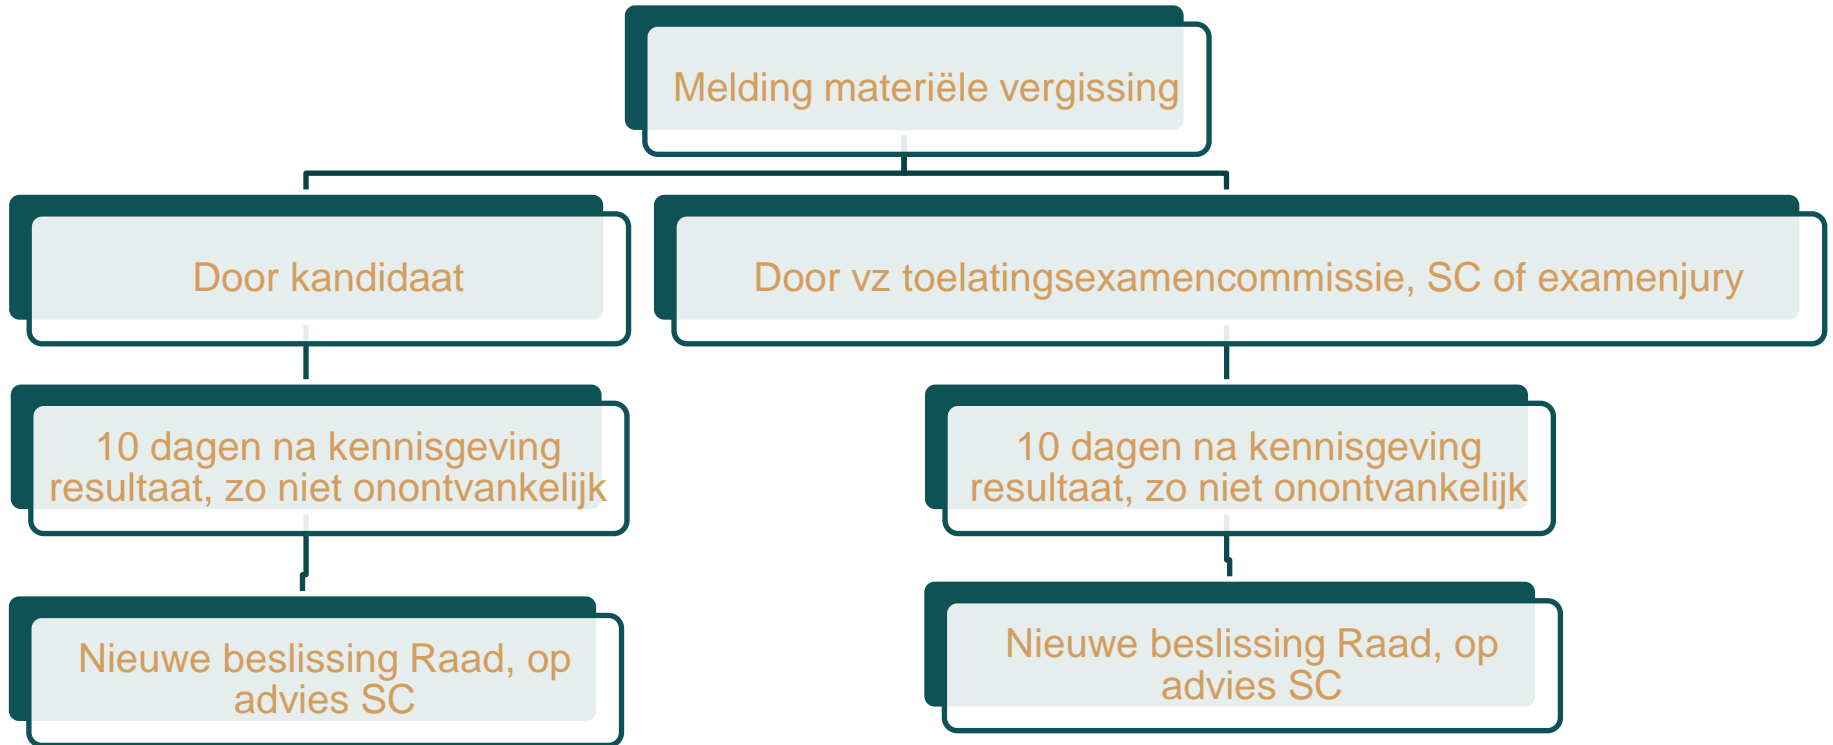 Melding materiële vergissing
Door kandidaat
Door vz toelatingsexamencommissie, SC of examenjury
10 dagen na kennisgeving
resultaat, zo niet onontvankelijk
10 dagen na kennisgeving
resultaat, zo niet onontvankelijk
Nieuwe beslissing Raad, op
advies SC
Nieuwe beslissing Raad, op
advies SC